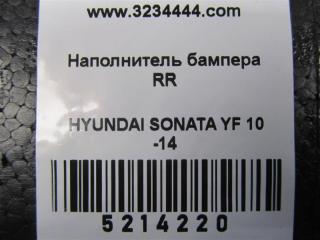 www.3234444.com
Наполнитель бампера
RR
HYUNDAI SONATA YF 10
-14
5214220